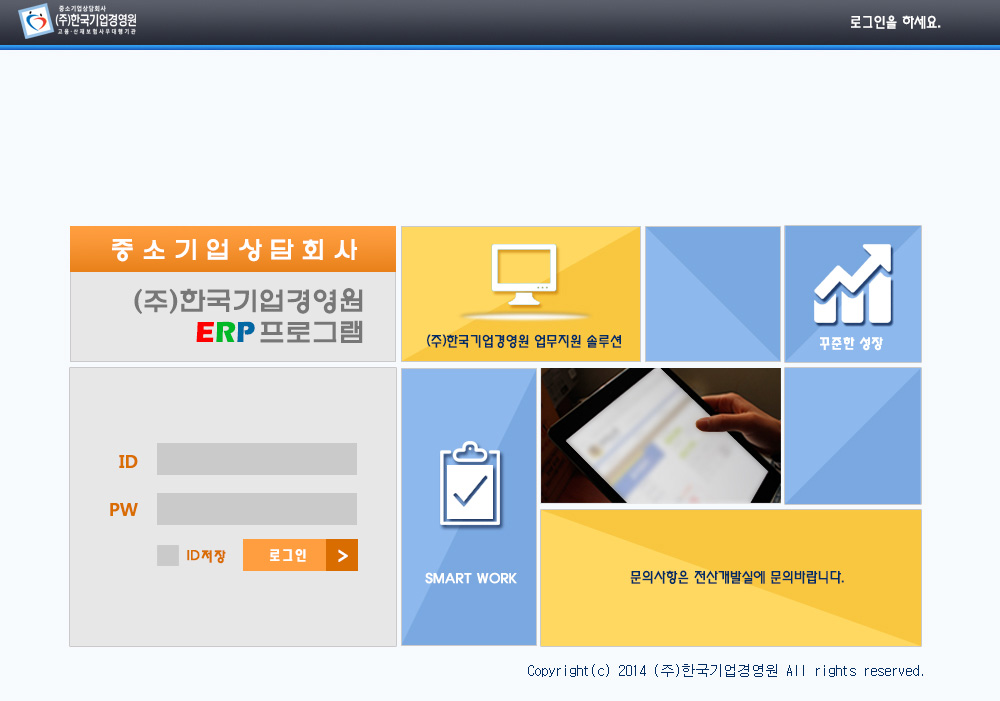 중소기업상담회사
(주)한국기업경영원
고용·산재보험사무대행기관
로그인을 하세요.
중소기업상담회사
(주)한국기업경영원
ERP 프로그램
(주)한국기업경영원 업무지원 솔루션
꾸준한 성장
ID
PW
ID저장
로그인 >
SMART WORK
문의사항은 전산개발실에 문의바랍니다.
Copyright(c) 2014 (주)한국기업경영원 All rights reserved.